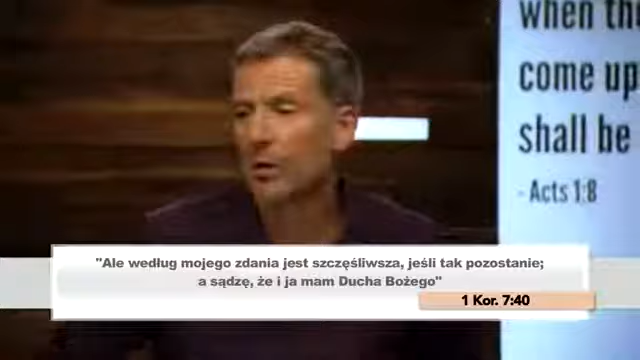 when the
come up
shall be
- Acts 1:8
"Ale według mojego zdania jest szczęśliwsza, jeśli tak pozostanie;
a sądzę, że i ja mam Ducha Bożego"
1 Kor. 7:40